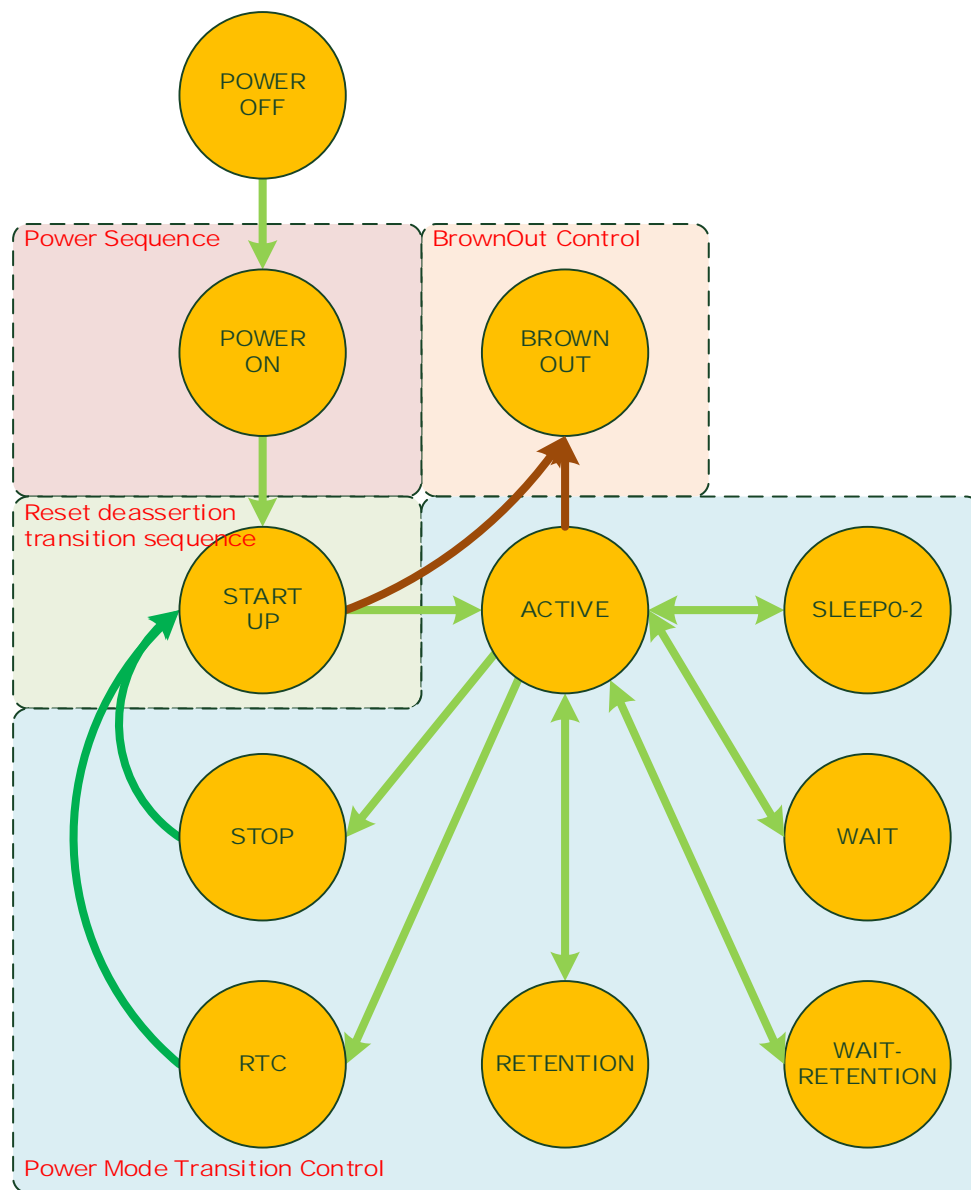 POWER
OFF
Power Sequence
BrownOut Control
POWER
ON
BROWN
OUT
Reset deassertion
transition sequence
START
UP
ACTIVE
SLEEP0-2
STOP
WAIT
RTC
RETENTION
WAIT-
RETENTION
Power Mode Transition Control